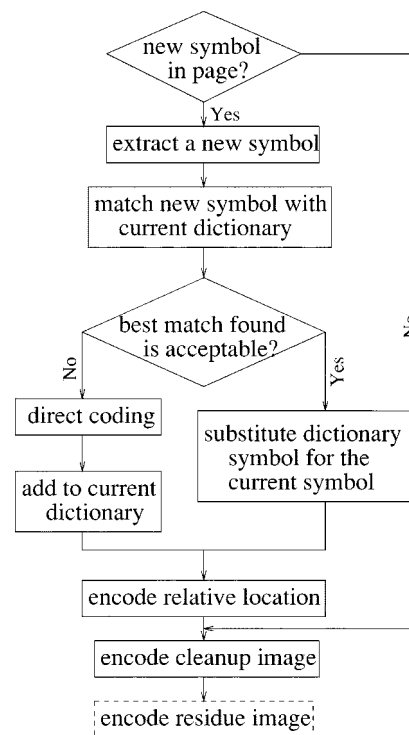 new symbol
in page?
Yes
extract a new symbol
match new symbol with
current dictionary
No
best match found
is acceptable?
No
Yes
direct coding
substitute dictionary
symbol for the
current symbol
add to current
dictionary
encode relative location
encode cleanup image
encode residue image